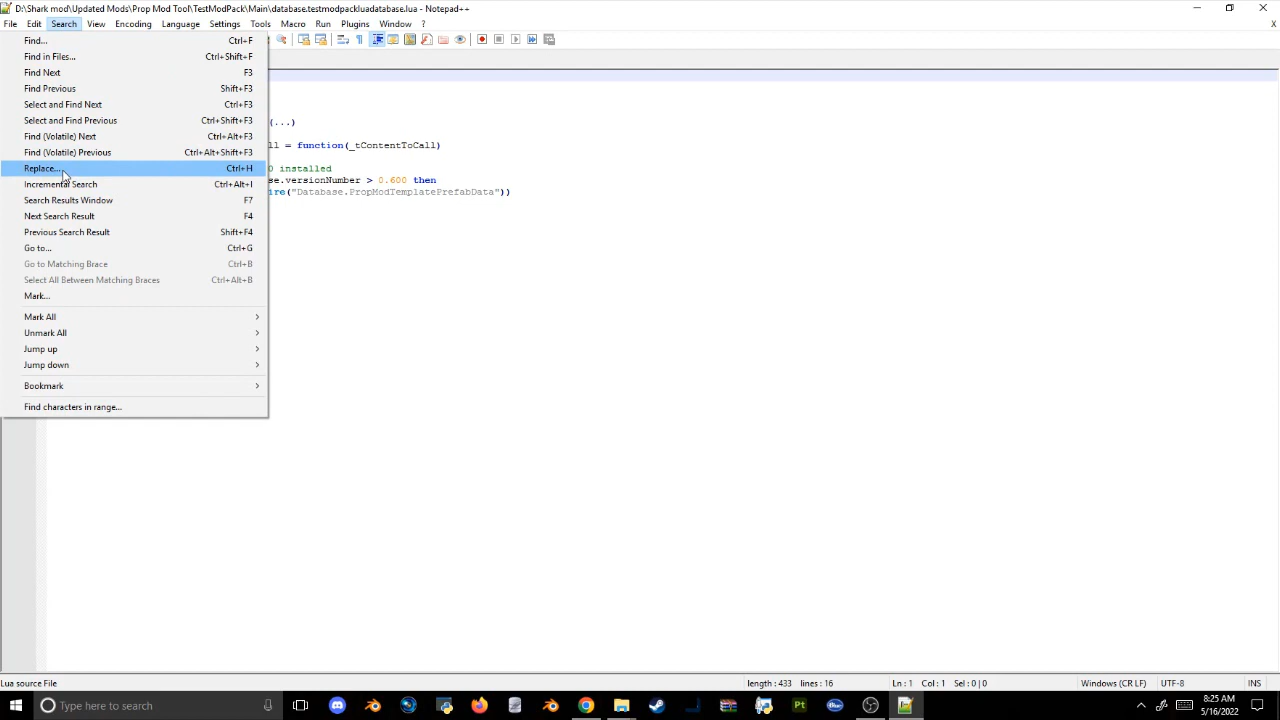 D:\Shark mod\Updated Mods\Prop Mod Tool\TestModPack\Main\database.testmodpackluadatabase.lua - Notepad++
File Edit Search View Encoding Language Settings Tools Macro Run Plugins Window ? X
Find... Ctrl+F
Find in Files... Ctrl+Shift+F
Find Next F3
Find Previous Shift+F3
Select and Find Next Ctrl+F3
Select and Find Previous Ctrl+Shift+F3
(...)
Find (Volatile) Next Ctrl+Alt+F3
ll = function(_tContentToCall)
Find (Volatile) Previous Ctrl+Alt+Shift+F3
Replace... Ctrl+H
0 installed
se.versionNumber > 0.600 then
Incremental Search Ctrl+Alt+I
ire("Database.PropModTemplatePrefabData"))
Search Results Window F7
Next Search Result F4
Previous Search Result Shift+F4
Go to... Ctrl+G
Go to Matching Brace Ctrl+B
Select All Between Matching Braces Ctrl+Alt+B
Mark...
Mark All
Unmark All
Jump up
Jump down
Bookmark
Find characters in range...
Lua source File length : 433 lines : 16 Ln : 1 Col : 1 Sel : 0 | 0 Windows (CR LF) UTF-8 INS
Type here to search
Pt
8:25 AM
5/16/2022